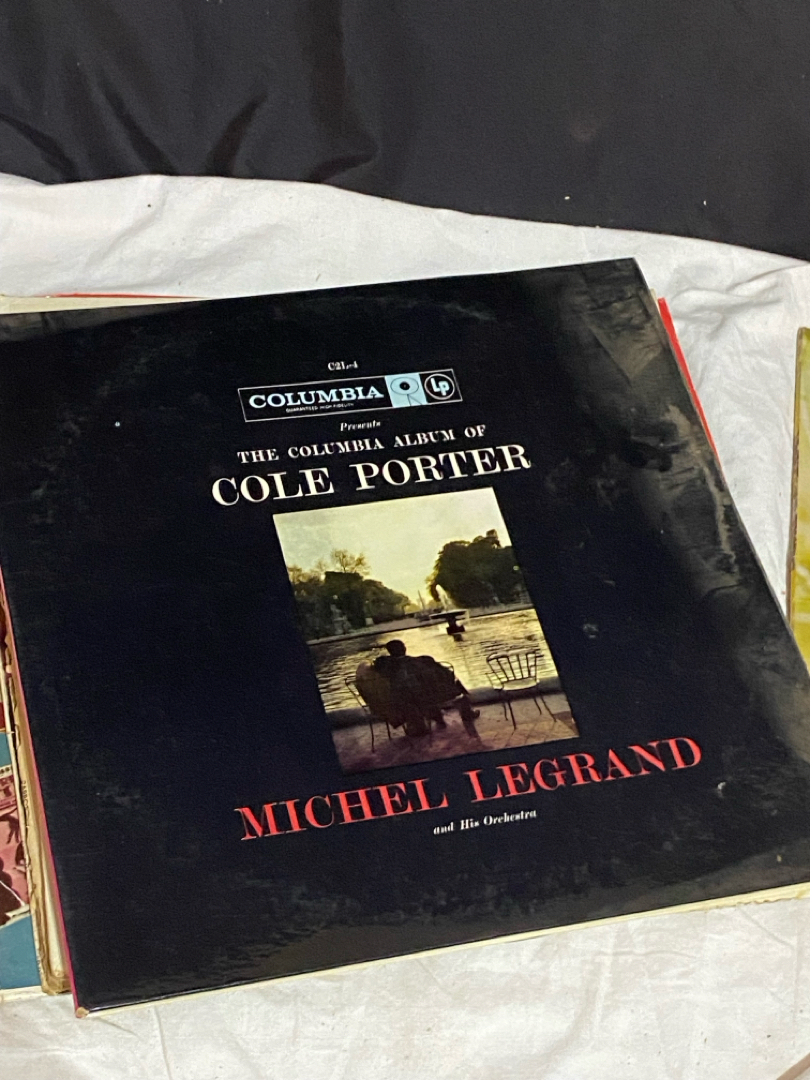 C2L-4
COLUMBIA Lp
GUARANTEED HIGH FIDELITY
Presents
THE COLUMBIA ALBUM OF
COLE PORTER
MICHEL LEGRAND
and His Orchestra